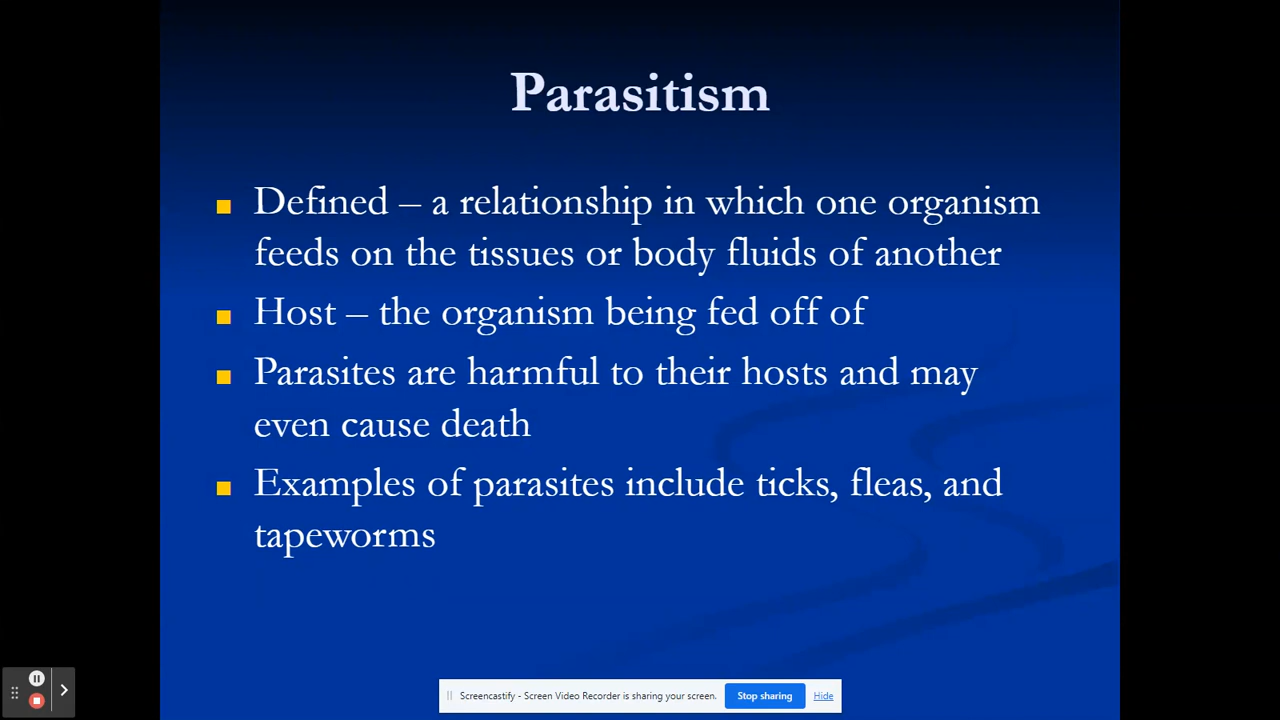 Parasitism
Defined – a relationship in which one organism
feeds on the tissues or body fluids of another
Host – the organism being fed off of
Parasites are harmful to their hosts and may
even cause death
Examples of parasites include ticks, fleas, and
tapeworms
Screencastify - Screen Video Recorder is sharing your screen. Stop sharing Hide